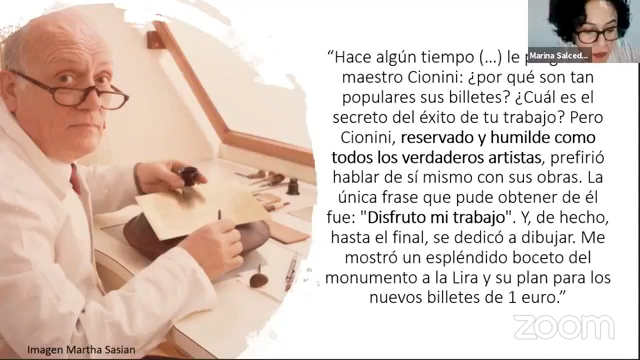 Marina Salced...
“Hace algún tiempo (...) le
maestro Cionini: ¿por qué son tan
populares sus billetes? ¿Cuál es el
secreto del éxito de tu trabajo? Pero
Cionini, reservado y humilde como
todos los verdaderos artistas, prefirió
hablar de sí mismo con sus obras. La
única frase que pude obtener de él
fue: "Disfruto mi trabajo". Y, de hecho,
hasta el final, se dedicó a dibujar. Me
mostró un espléndido boceto del
monumento a la Lira y su plan para los
nuevos billetes de 1 euro.”
Imagen Martha Sasian
zoom